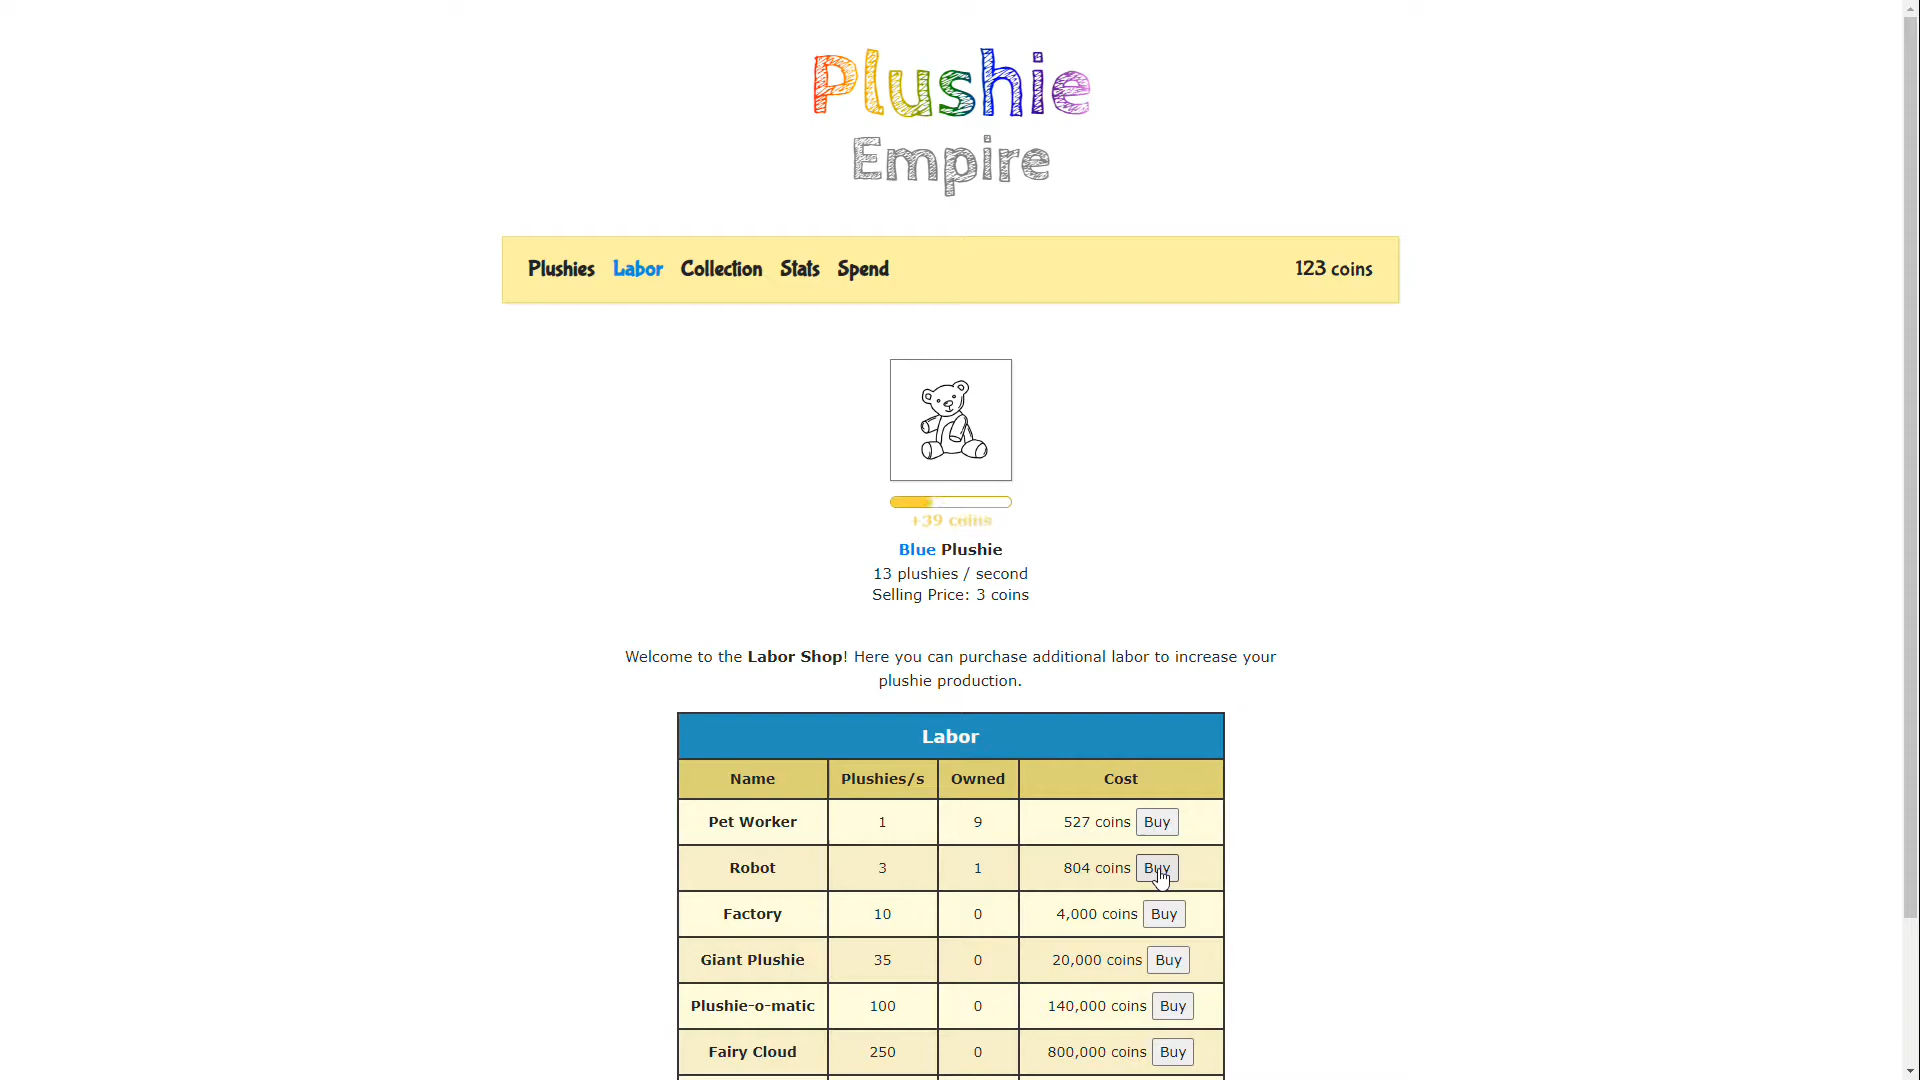 Plushie
Empire
Plushies Labor Collection Stats Spend 123 coins
+39 coins
Blue Plushie
13 plushies / second
Selling Price: 3 coins
Welcome to the Labor Shop! Here you can purchase additional labor to increase your
plushie production.
Labor
Name Plushies/s Owned Cost
Pet Worker 1 9 527 coins Buy
Robot 3 1 804 coins Buy
Factory 10 0 4,000 coins Buy
Giant Plushie 35 0 20,000 coins Buy
Plushie-o-matic 100 0 140,000 coins Buy
Fairy Cloud 250 0 800,000 coins Buy